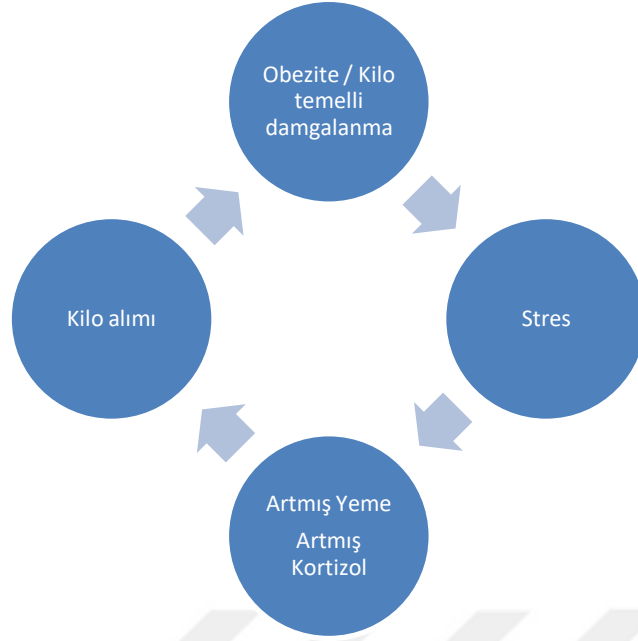 Obezite / Kilo
temelli
damgalanma
Kilo alımı
Stres
Artmış Yeme
Artmış
Kortizol